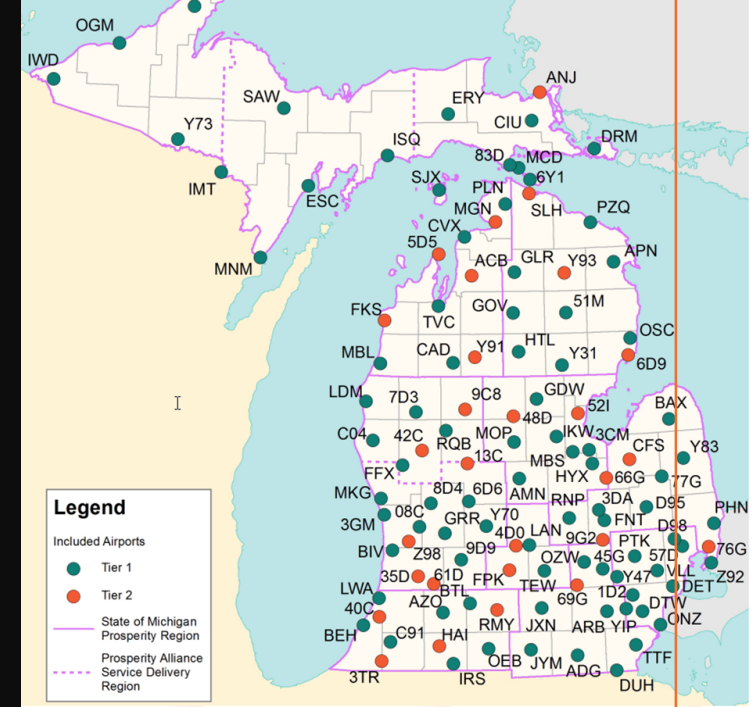 OGM
IWD
SAW
ERY
ANJ
CIU
Y73
ISQ
DRM
83D
MCD
IMT
ESC
SJX
6Y1
PLN
MGN
SLH
PZQ
CVX
5D5
MNM
ACB
GLR
Y93
APN
FKS
TVC
GOV
51M
MBL
CAD
Y91
HTL
Y31
OSC
6D9
LDM
7D3
9C8
GDW
48D
52I
BAX
C04
42C
RQB
MOP
IKW
3CM
CFS
Y83
13C
FFX
MBS
HYX
66G
77G
MKG
8D4
6D6
AMN
RNP
3DA
D95
PHN
3GM
08C
GRR
Y70
4D0
LAN
FNT
D98
9G2
PTK
57D
76G
BIV
Z98
9D9
OZW
45G
VLL
Z92
35D
61D
FPK
TEW
Y47
DET
LWA
BTL
69G
1D2
40C
AZO
RMY
JXN
ARB
YIP
DTW
ONZ
BEH
C91
HAI
3TR
IRS
OEB
JYM
ADG
TTF
DUH
Legend
Included Airports
Tier 1
Tier 2
State of Michigan
Prosperity Region
Prosperity Alliance
Service Delivery
Region